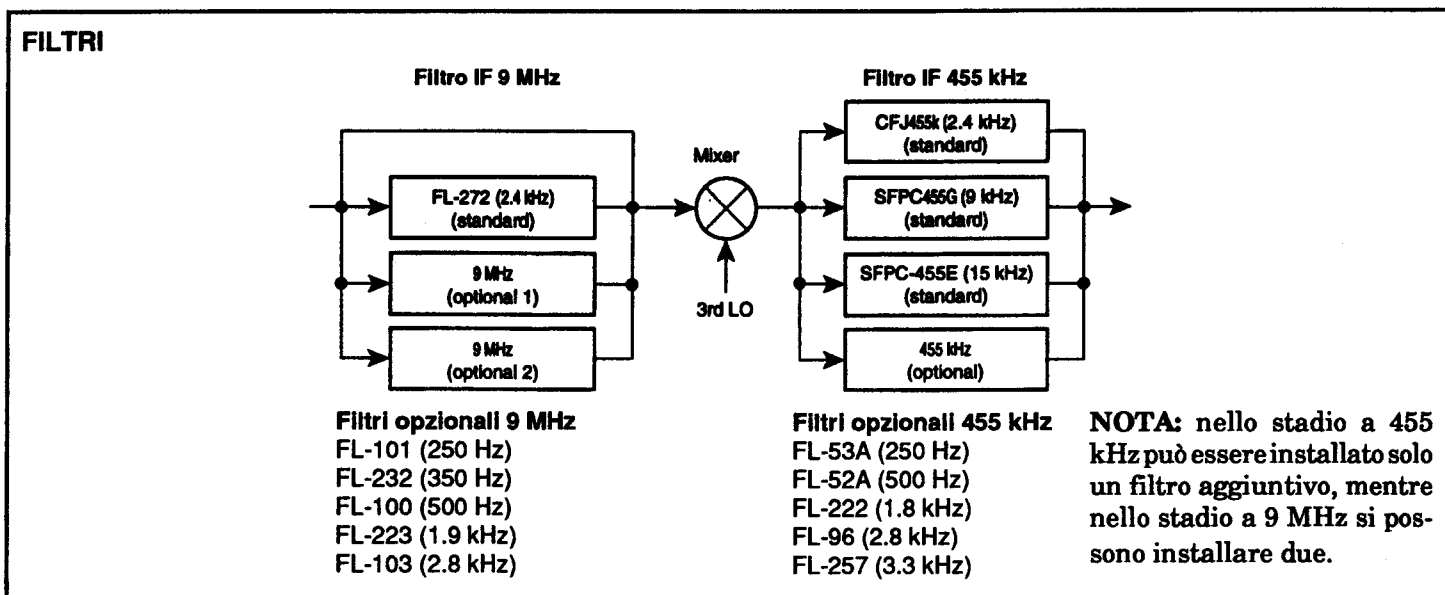 FILTRI
Filtro IF 9 MHz
FL-272 (2.4 kHz)
(standard)
9 MHz
(optional 1)
9 MHz
(optional 2)
Mixer
3rd LO
Filtro IF 455 kHz
CFJ455k (2.4 kHz)
(standard)
SFPC455G (9 kHz)
(standard)
SFPC-455E (15 kHz)
(standard)
455 kHz
(optional)
Filtri opzionali 9 MHz
FL-101 (250 Hz)
FL-232 (350 Hz)
FL-100 (500 Hz)
FL-223 (1.9 kHz)
FL-103 (2.8 kHz)
Filtri opzionali 455 kHz
FL-53A (250 Hz)
FL-52A (500 Hz)
FL-222 (1.8 kHz)
FL-96 (2.8 kHz)
FL-257 (3.3 kHz)
NOTA: nello stadio a 455
kHz può essere installato solo
un filtro aggiuntivo, mentre
nello stadio a 9 MHz si pos-
sono installare due.